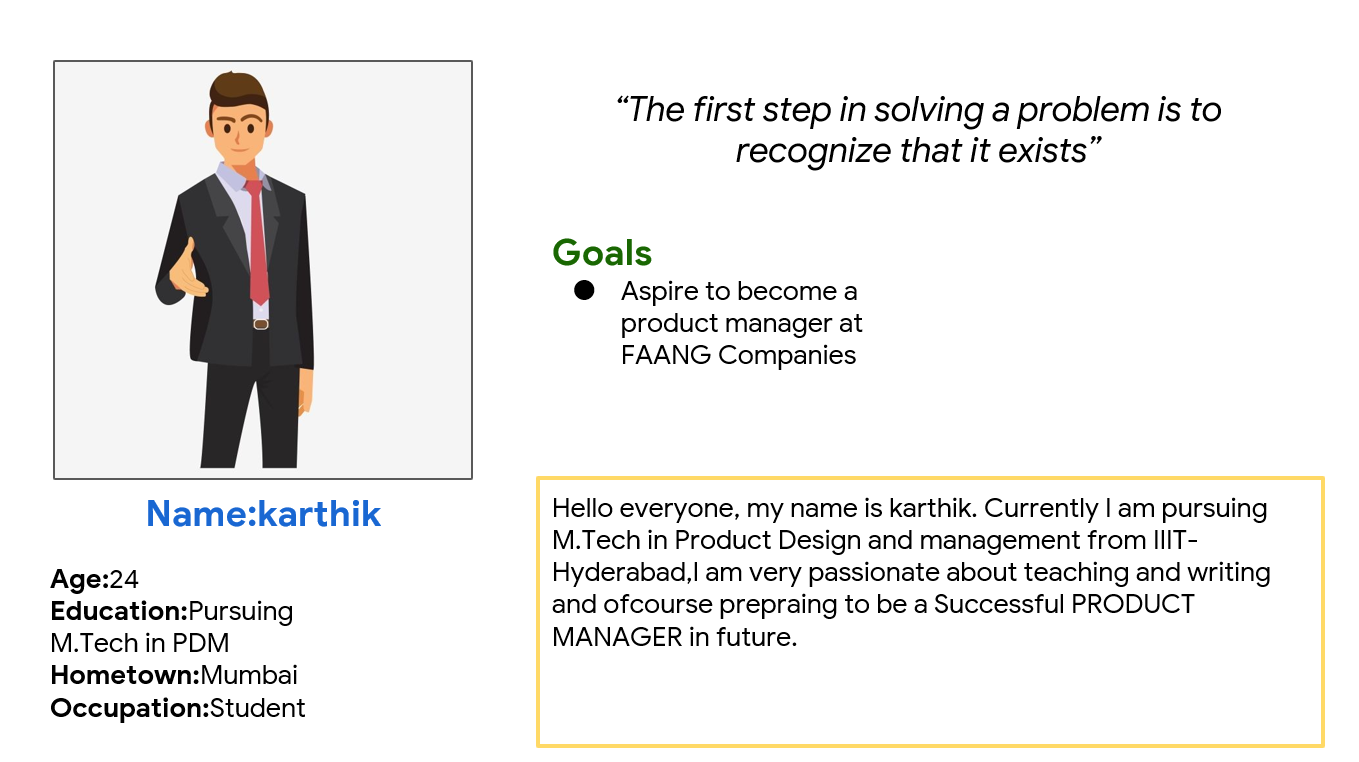 “The first step in solving a problem is to
recognize that it exists”
Goals
● Aspire to become a
product manager at
FAANG Companies
Name:karthik
Age:24
Education:Pursuing
M.Tech in PDM
Hometown:Mumbai
Occupation:Student
Hello everyone, my name is karthik. Currently I am pursuing
M.Tech in Product Design and management from IIIT-
Hyderabad,I am very passionate about teaching and writing
and ofcourse prepraing to be a Successful PRODUCT
MANAGER in future.